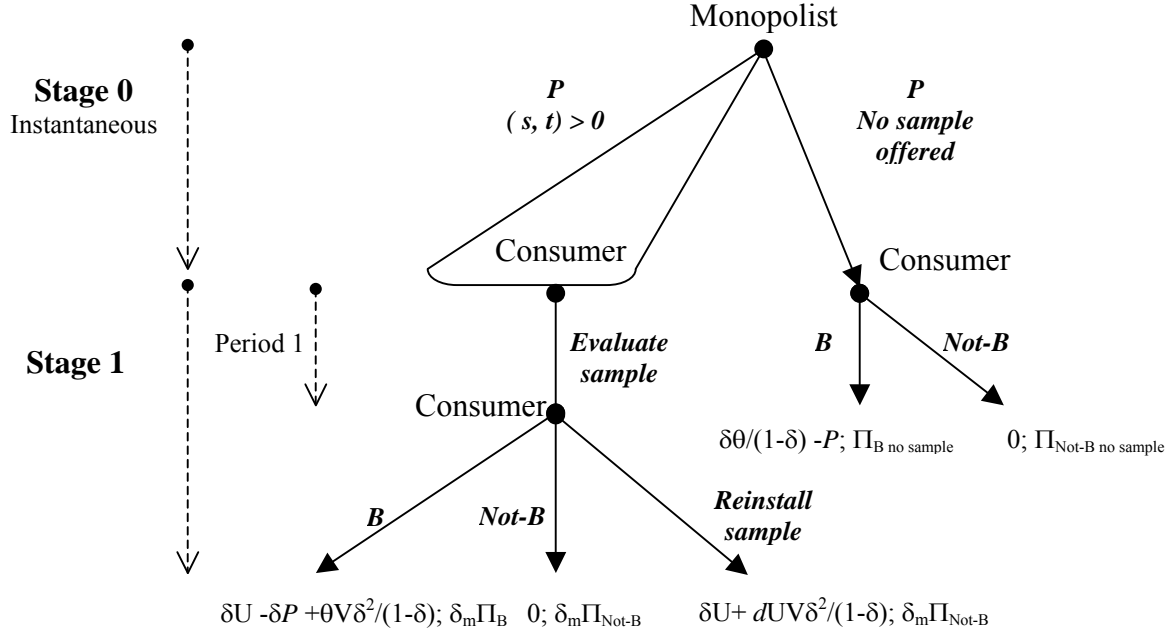 Monopolist
Stage 0
Instantaneous
P
( s, t) > 0
P
No sample
offered
Consumer
Consumer
Stage 1
Period 1
Evaluate
sample
B
Not-B
Consumer
δθ/(1-δ) -P; Π_B no sample
0; Π_Not-B no sample
B
Not-B
Reinstall
sample
δU -δP +θVδ²/(1-δ); δ_mΠ_B
0; δ_mΠ_Not-B
δU+ dUVδ²/(1-δ); δ_mΠ_Not-B